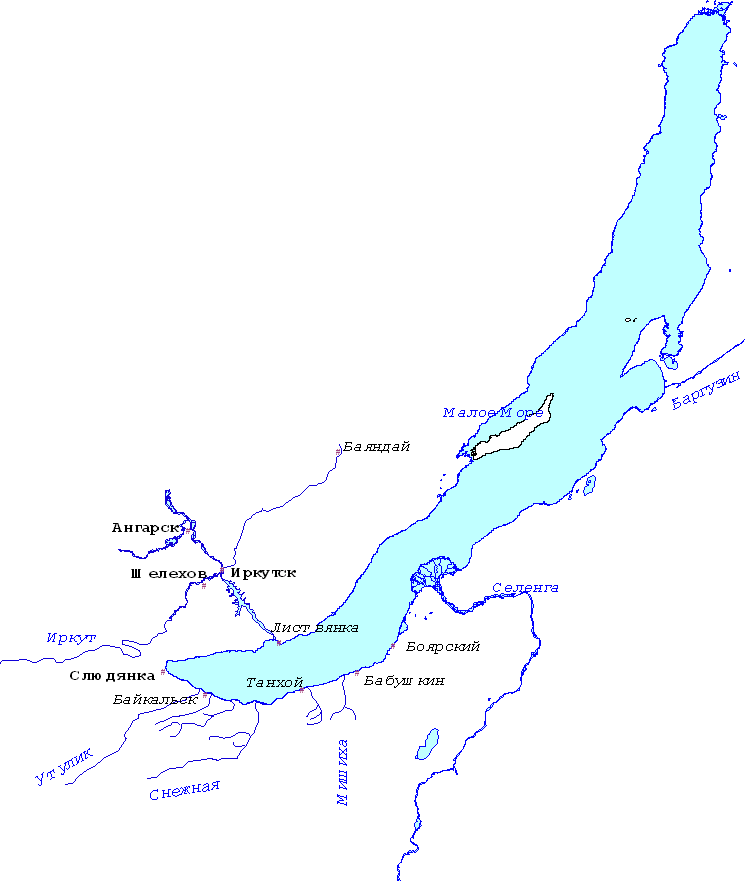 Баргузин
Малое Море
Баяндай
Ангарск
Шелехов
Иркутск
Селенга
Листвянка
Иркут
Боярский
Слюдянка
Танхой
Бабушкин
Байкальск
Утулик
Снежная
Мишиха